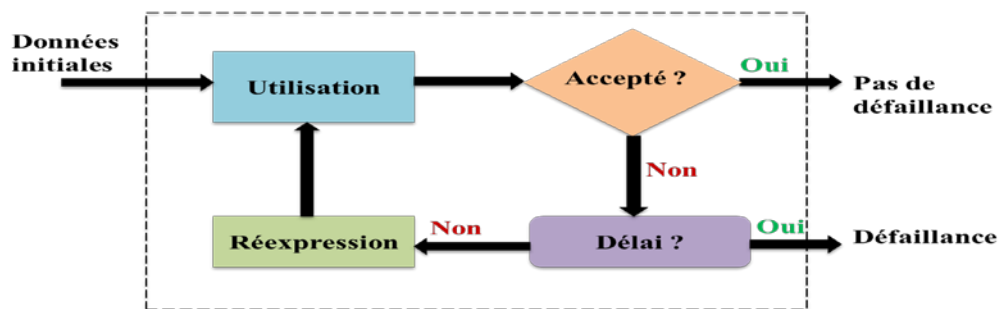 Données
initiales
Utilisation
Accepté ?
Oui
Pas de
défaillance
Non
Réexpression
Non
Délai ?
Oui
Défaillance